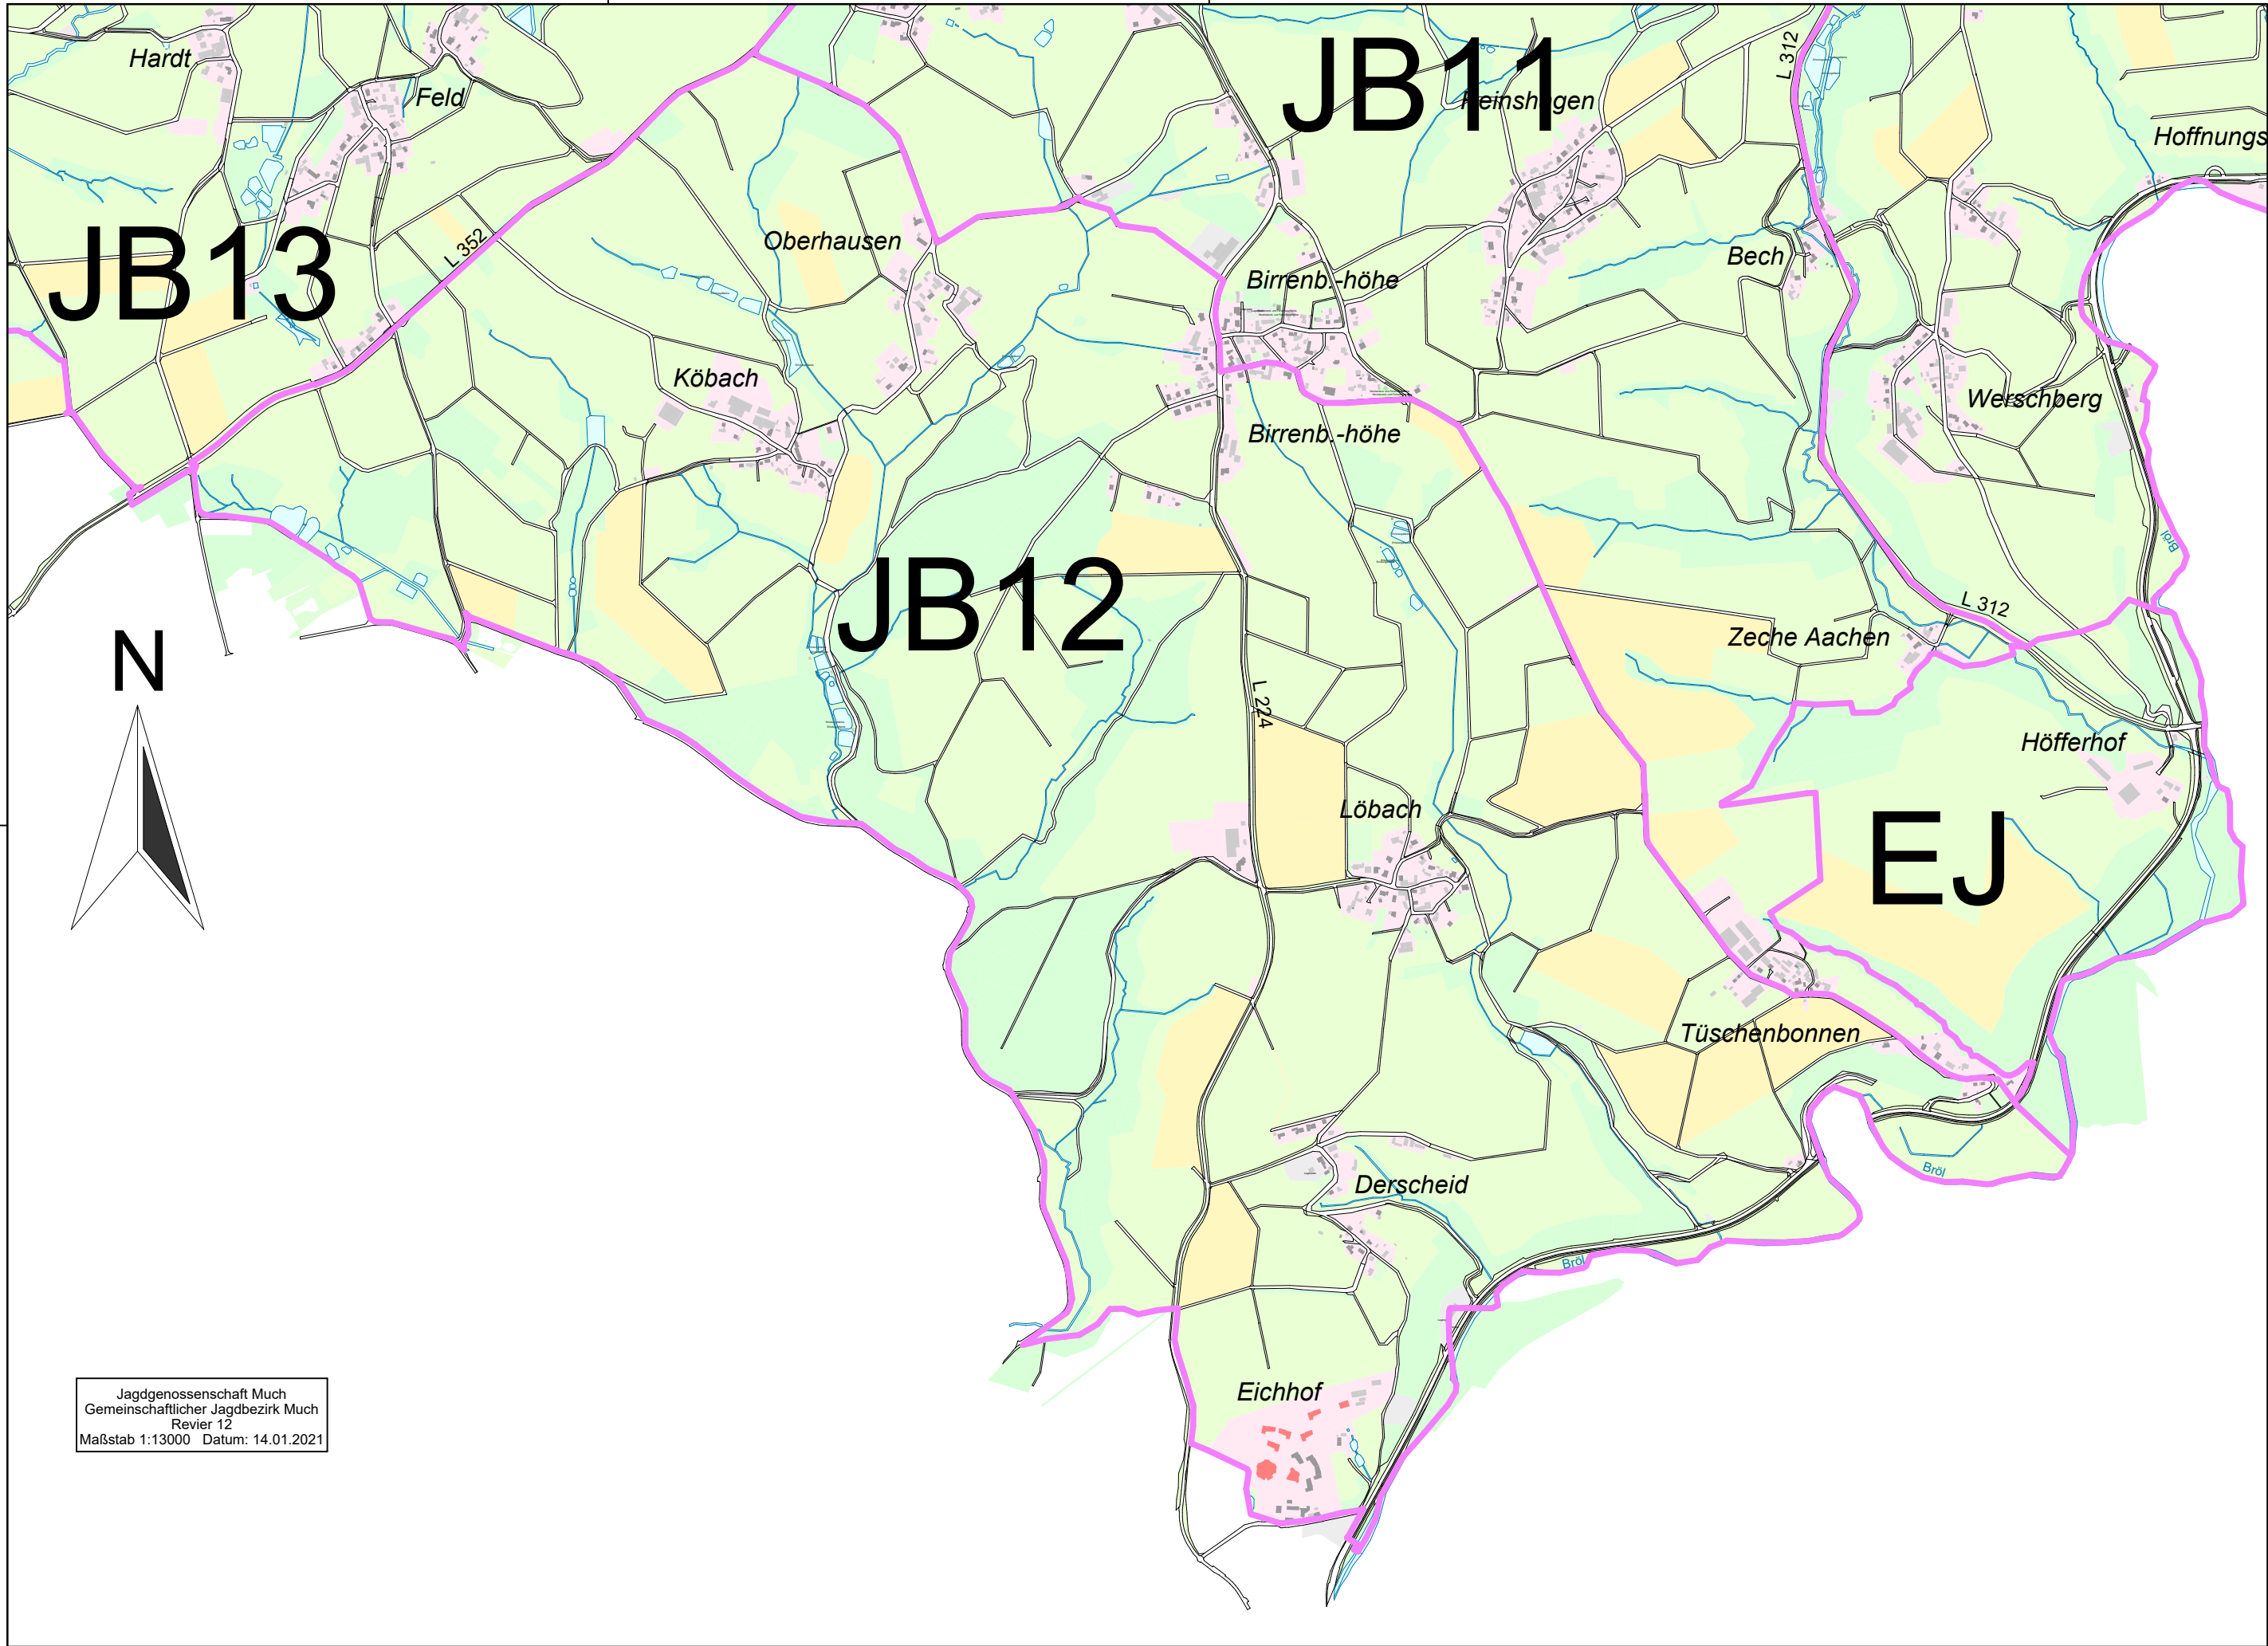 Hardt
Feld
JB11
Reinshagen
L 312
Hoffnungs
JB13
L 352
Oberhausen
Birrenb.-höhe
Bech
Köbach
Birrenb.-höhe
Werschberg
Bröl
JB12
N
L 312
Zeche Aachen
L 224
Höfferhof
Löbach
EJ
Tüschenbonnen
Derscheid
Bröl
Bröl
Eichhof
Jagdgenossenschaft Much
Gemeinschaftlicher Jagdbezirk Much
Revier 12
Maßstab 1:13000 Datum: 14.01.2021